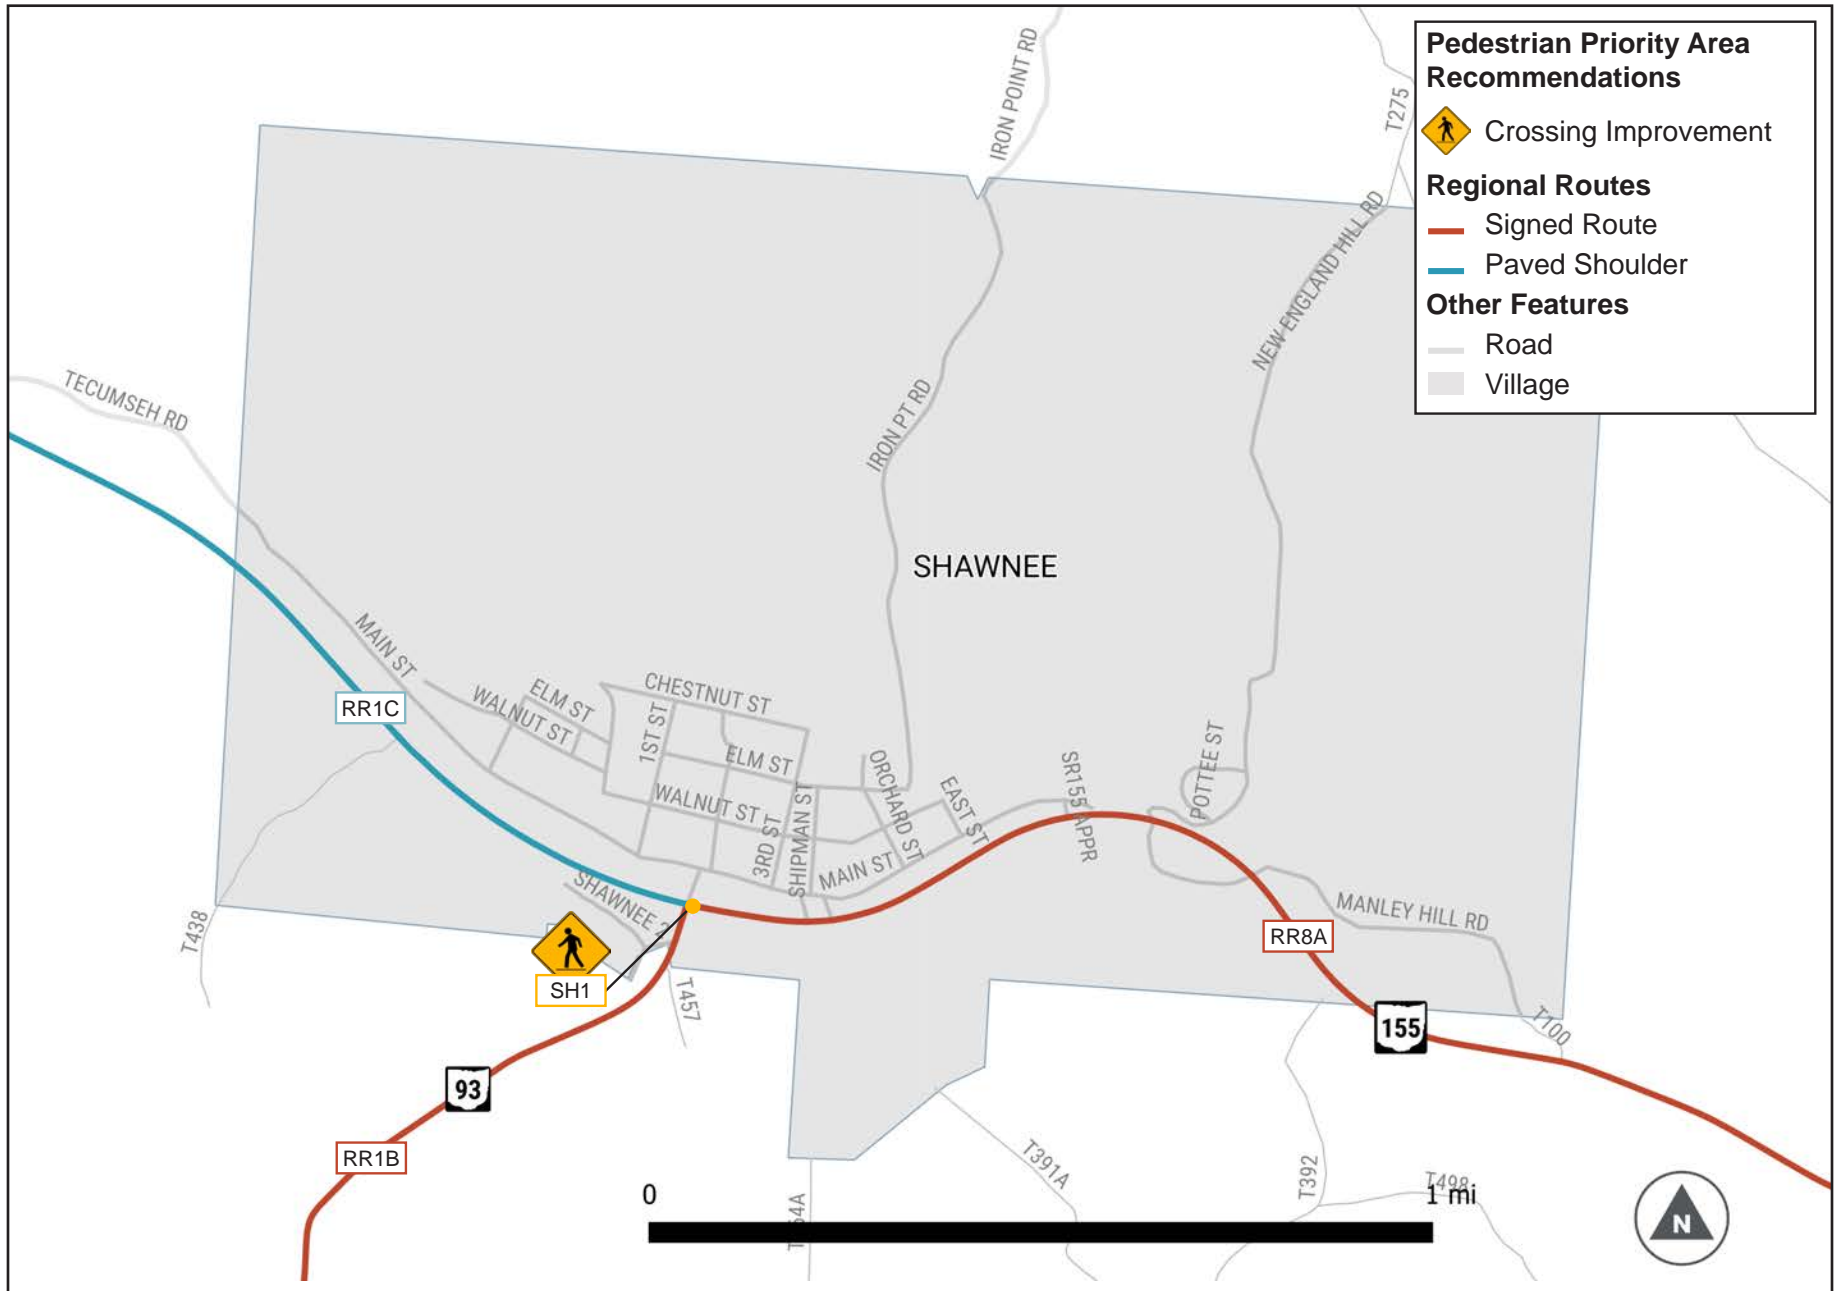 Pedestrian Priority Area
Recommendations
Crossing Improvement
Regional Routes
Signed Route
Paved Shoulder
Other Features
Road
Village
IRON POINT RD
T275
NEW ENGLAND HILL RD
TECUMSEH RD
IRON PT RD
SHAWNEE
MAIN ST
RR1C
WALNUT ST
ELM ST
CHESTNUT ST
1ST ST
ELM ST
WALNUT ST
3RD ST
SHIPMAN ST
ORCHARD ST
EAST ST
MAIN ST
SR155 APPR
POTTEE ST
MANLEY HILL RD
SHAWNEE 2
SH1
T438
T457
RR8A
155
T100
93
RR1B
T391A
T392
T498
0
1 mi
N